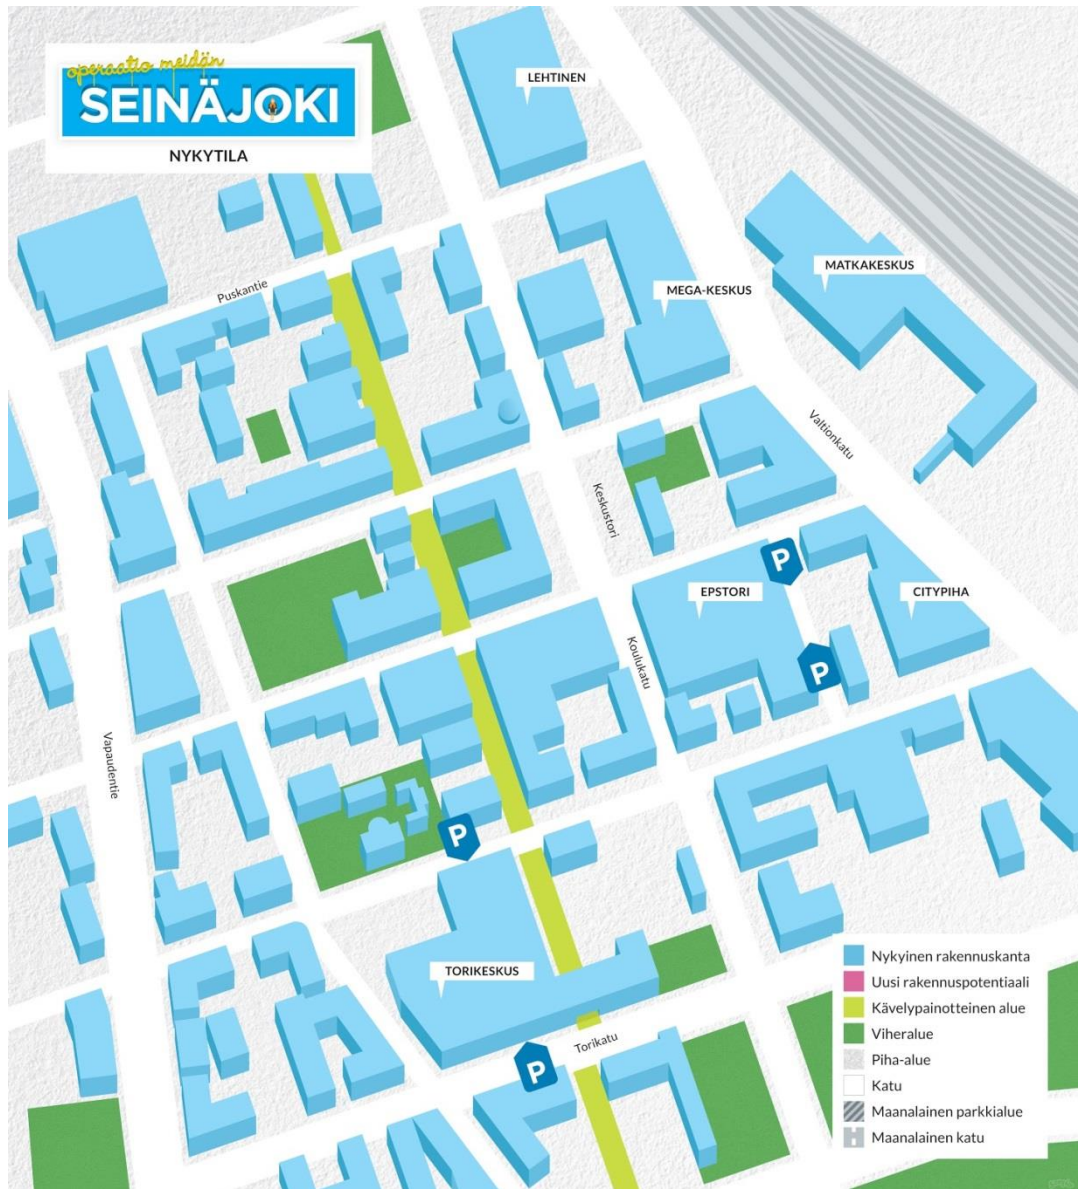 operaatio meidän
SEINÄJOKI
NYKYTILA
LEHTINEN
MATKAKESKUS
MEGA-KESKUS
Puskantie
Valtionkatu
Keskustori
P
EPSTORI
CITYPIHA
Koulukatu
P
Vapaudentie
P
TORIKESKUS
Torikatu
P
Nykyinen rakennuskanta
Uusi rakennuspotentiaali
Kävelypainotteinen alue
Viheralue
Piha-alue
Katu
Maanalainen parkkialue
Maanalainen katu